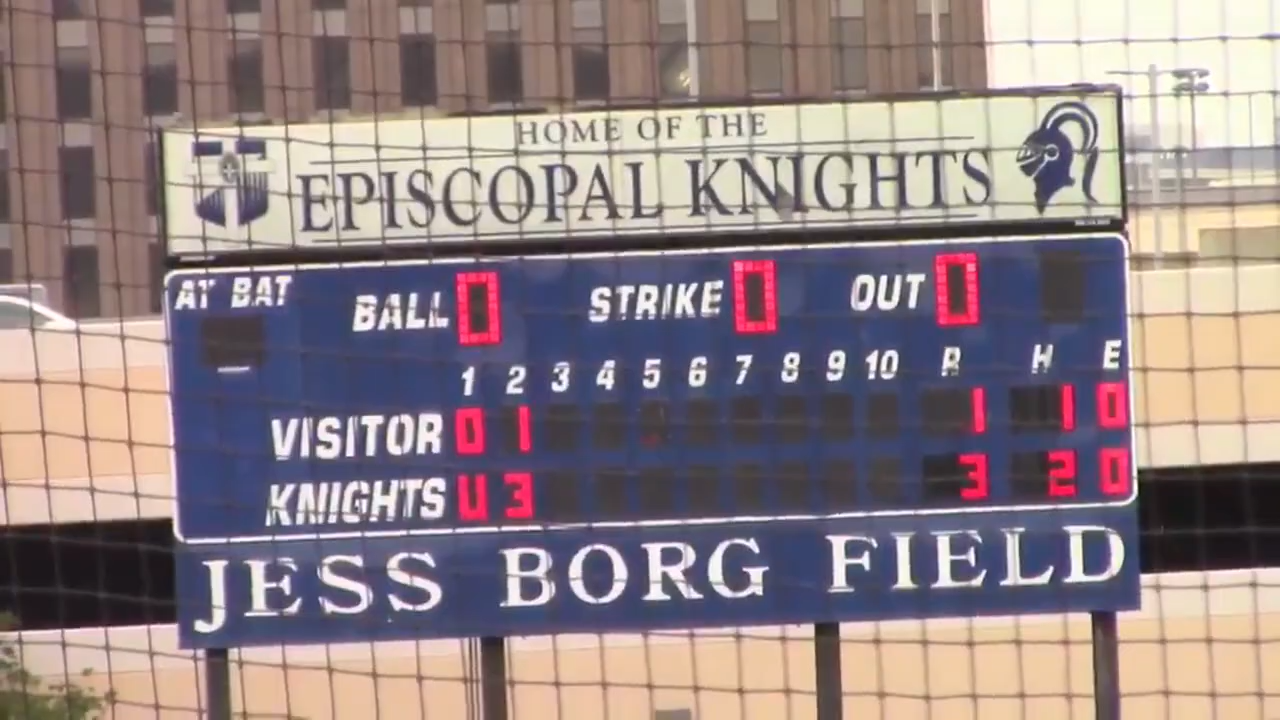 HOME OF THE
EPISCOPAL KNIGHTS
AT BAT BALL 0 STRIKE 0 OUT 0
1 2 3 4 5 6 7 8 9 10 R H E
VISITOR 0 1 1 1 0
KNIGHTS U 3 3 2 0
JESS BORG FIELD